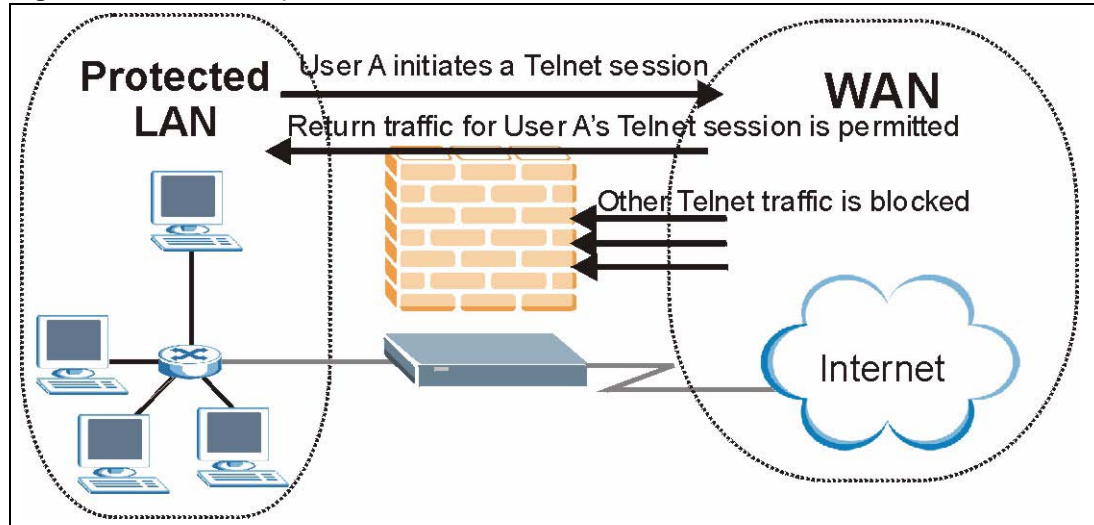 Protected
LAN
User A initiates a Telnet session
WAN
Return traffic for User A's Telnet session is permitted
Other Telnet traffic is blocked
Internet